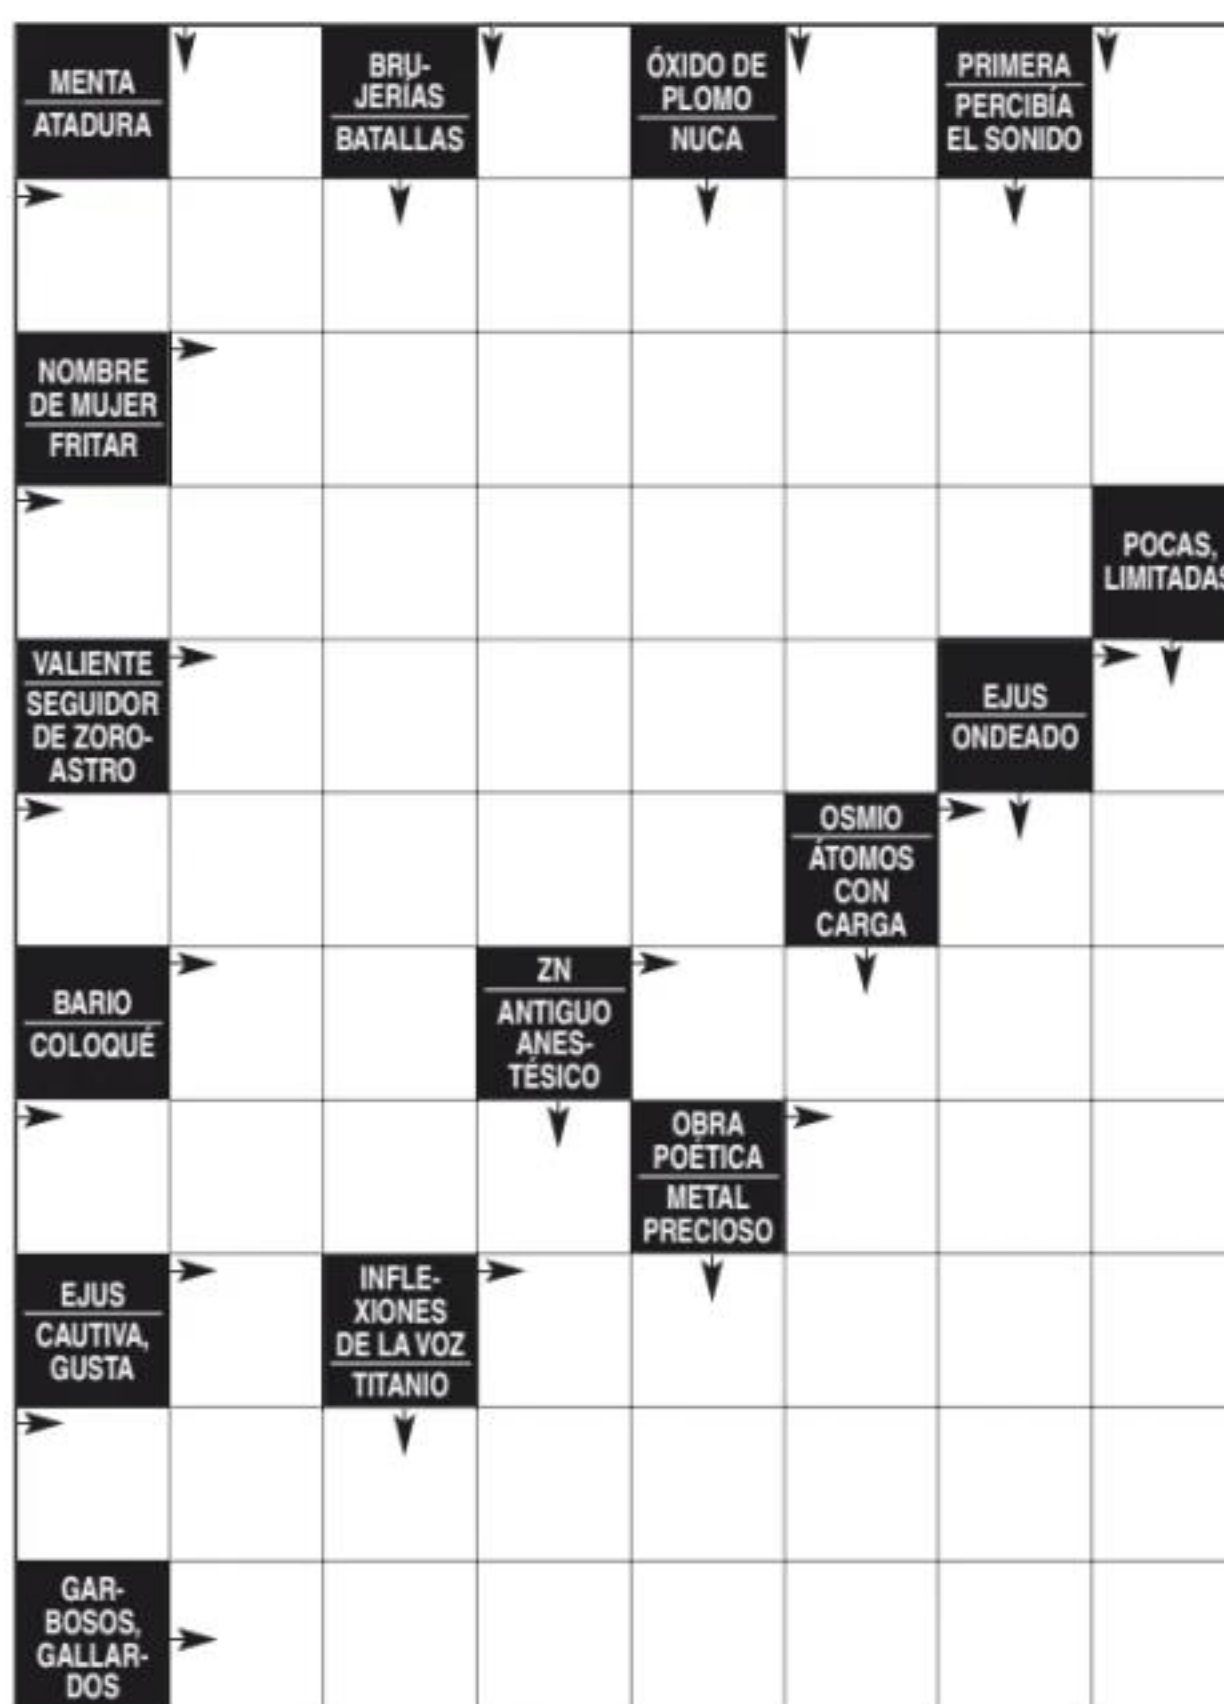 MENTA
ATADURA
BRU-
JERÍAS
BATALLAS
ÓXIDO DE
PLOMO
NUCA
PRIMERA
PERCIBÍA
EL SONIDO
NOMBRE
DE MUJER
FRITAR
POCAS,
LIMITADAS
VALIENTE
SEGUIDOR
DE ZORO-
ASTRO
EJUS
ONDEADO
OSMIO
ÁTOMOS
CON
CARGA
BARIO
COLOQUÉ
ZN
ANTIGUO
ANES-
TÉSICO
OBRA
POÉTICA
METAL
PRECIOSO
EJUS
CAUTIVA,
GUSTA
INFLE-
XIONES
DE LA VOZ
TITANIO
GAR-
BOSOS,
GALLAR-
DOS